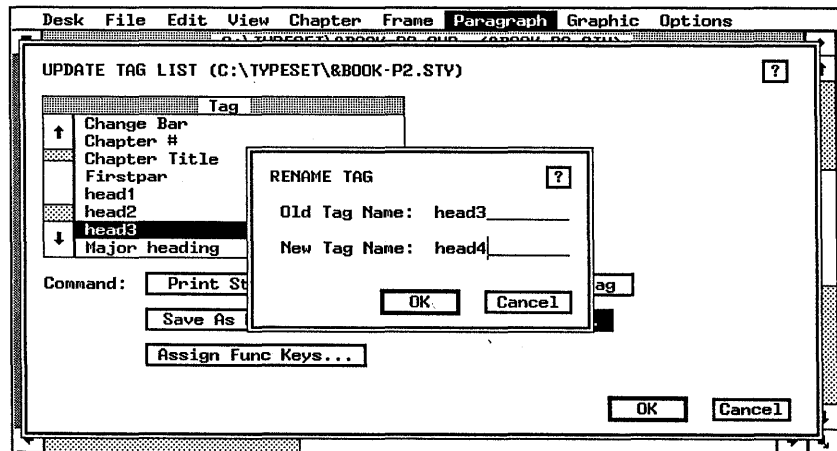 Desk File Edit View Chapter Frame Paragraph Graphic Options
UPDATE TAG LIST (C:\TYPESET\&BOOK-P2.STY) ?
Tag
Change Bar
Chapter #
Chapter Title
Firstpar
head1
head2
head3
Major heading
RENAME TAG ?
Old Tag Name: head3
New Tag Name: head4
OK Cancel
Command: Print St ag
Save As
Assign Func Keys...
OK Cancel